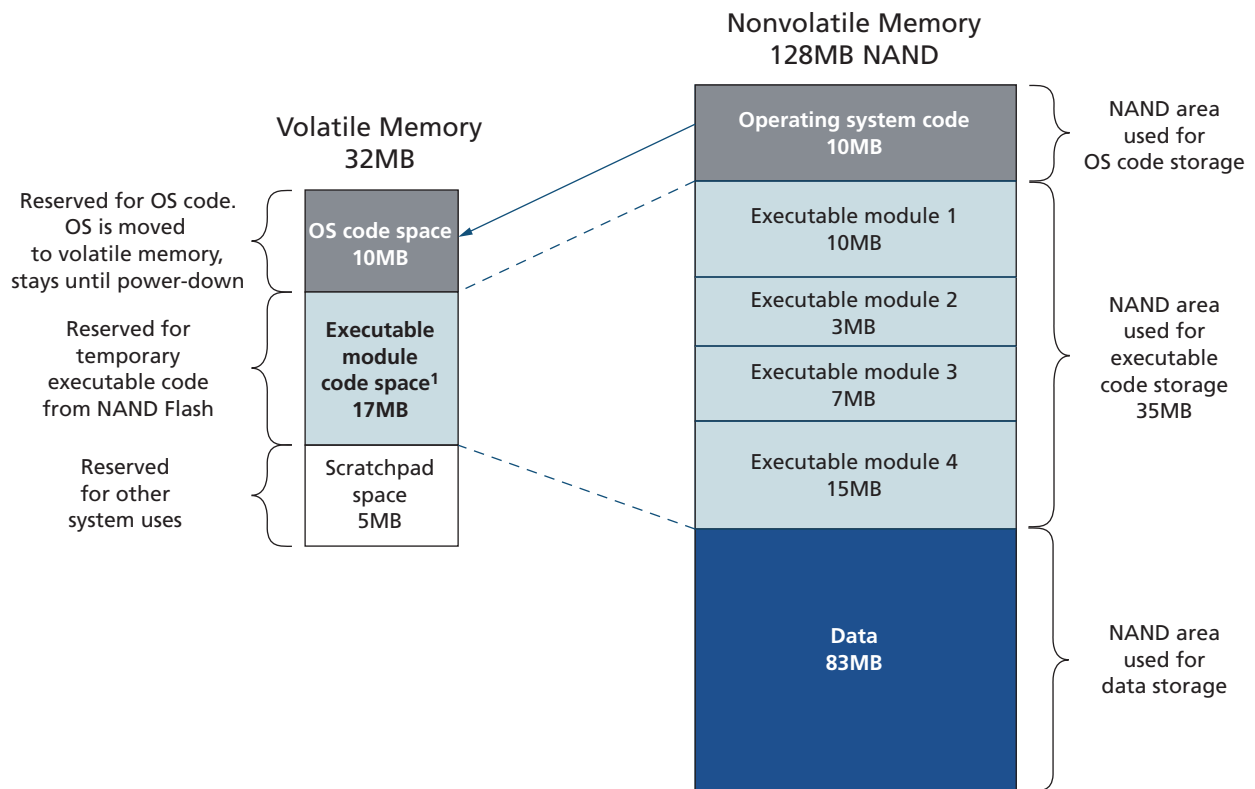 Nonvolatile Memory
128MB NAND
Volatile Memory
32MB
Reserved for OS code.
OS is moved
to volatile memory,
stays until power-down
OS code space
10MB
Reserved for
temporary
executable code
from NAND Flash
Executable
module
code space¹
17MB
Reserved
for other
system uses
Scratchpad
space
5MB
Operating system code
10MB
NAND area
used for
OS code storage
Executable module 1
10MB
Executable module 2
3MB
Executable module 3
7MB
Executable module 4
15MB
NAND area
used for
executable
code storage
35MB
Data
83MB
NAND area
used for
data storage